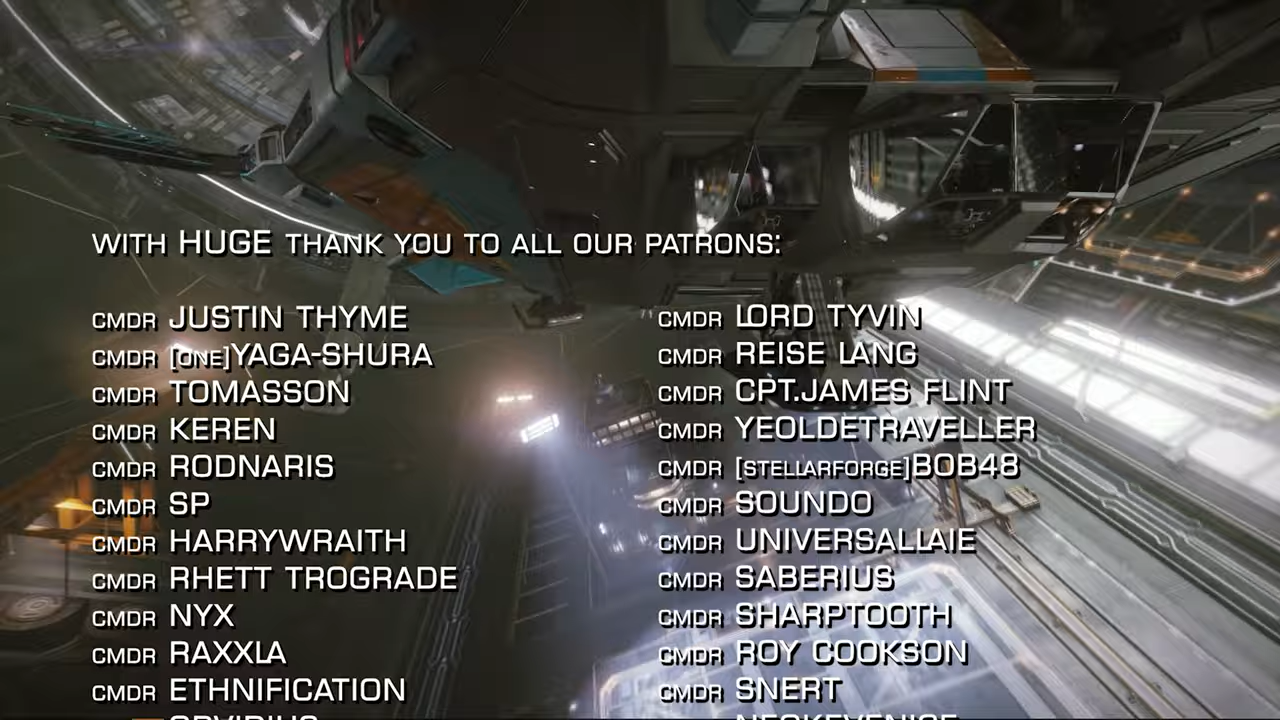 WITH HUGE THANK YOU TO ALL OUR PATRONS:
CMDR JUSTIN THYME
CMDR [ONE]YAGA-SHURA
CMDR TOMASSON
CMDR KEREN
CMDR RODNARIS
CMDR SP
CMDR HARRYWRAITH
CMDR RHETT TROGRADE
CMDR NYX
CMDR RAXXLA
CMDR ETHNIFICATION
CMDR LORD TYVIN
CMDR REISE LANG
CMDR CPT.JAMES FLINT
CMDR YEOLDETRAVELLER
CMDR [STELLARFORGE]BOB48
CMDR SOUNDO
CMDR UNIVERSALLAIE
CMDR SABERIUS
CMDR SHARPTOOTH
CMDR ROY COOKSON
CMDR SNERT